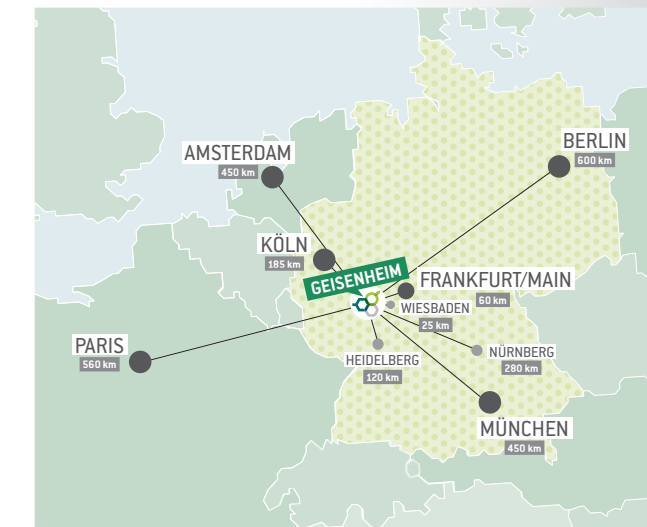 BERLIN
600 km
AMSTERDAM
450 km
KÖLN
185 km
GEISENHEIM
FRANKFURT/MAIN
60 km
WIESBADEN
25 km
PARIS
560 km
HEIDELBERG
120 km
NÜRNBERG
280 km
MÜNCHEN
450 km